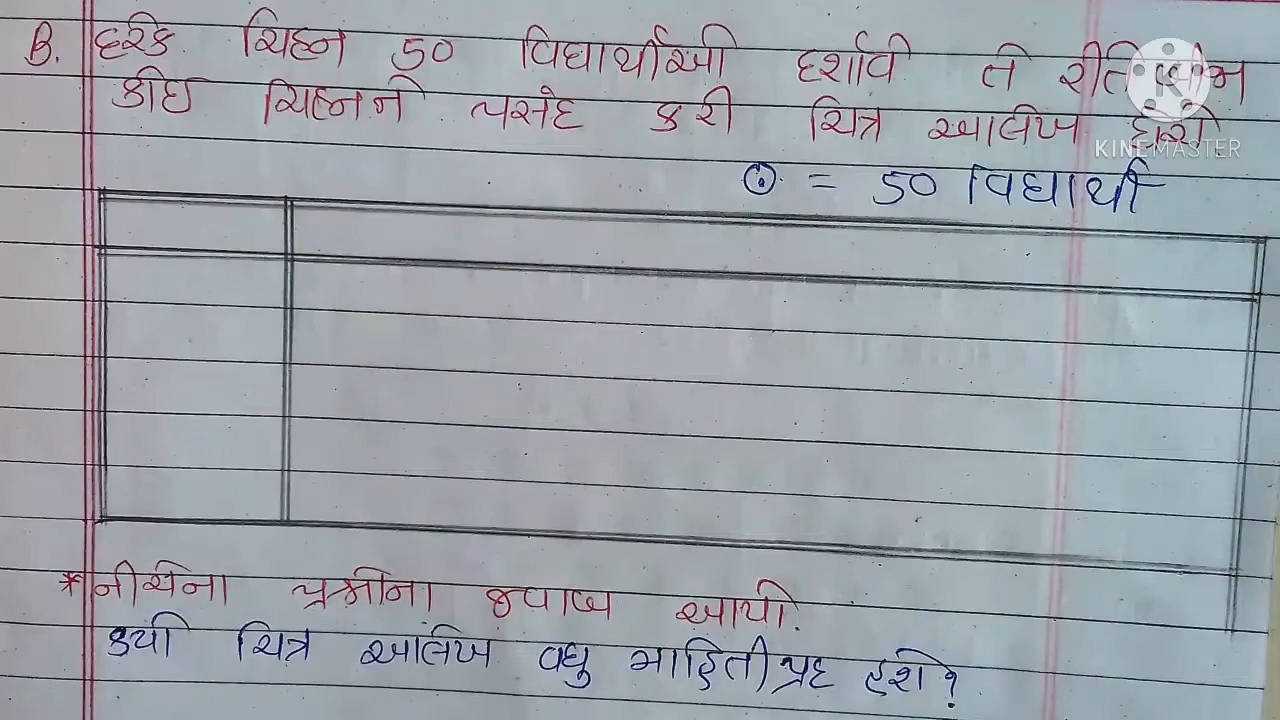 B. દરેક ચિહ્ન 50 વિદ્યાર્થીઓ દર્શાવે તે રીતે
કોઇ ચિહ્નને પસંદ કરી ચિત્ર આલેખ દોરો
KINEMASTER
⊙ = 50 વિદ્યાર્થી
* નીચેના પ્રશ્નોના જવાબ આપો.
કયો ચિત્ર આલેખ વધુ માહિતીપ્રદ હશે?